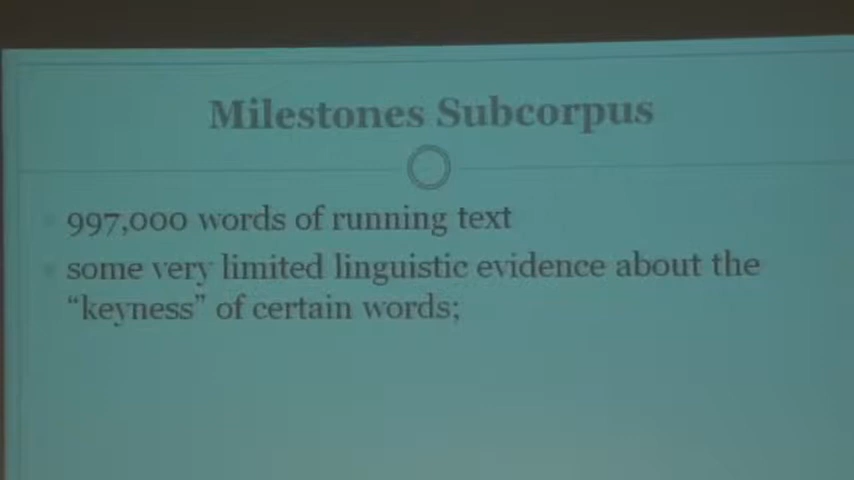 Milestones Subcorpus
997,000 words of running text
some very limited linguistic evidence about the
“keyness” of certain words;